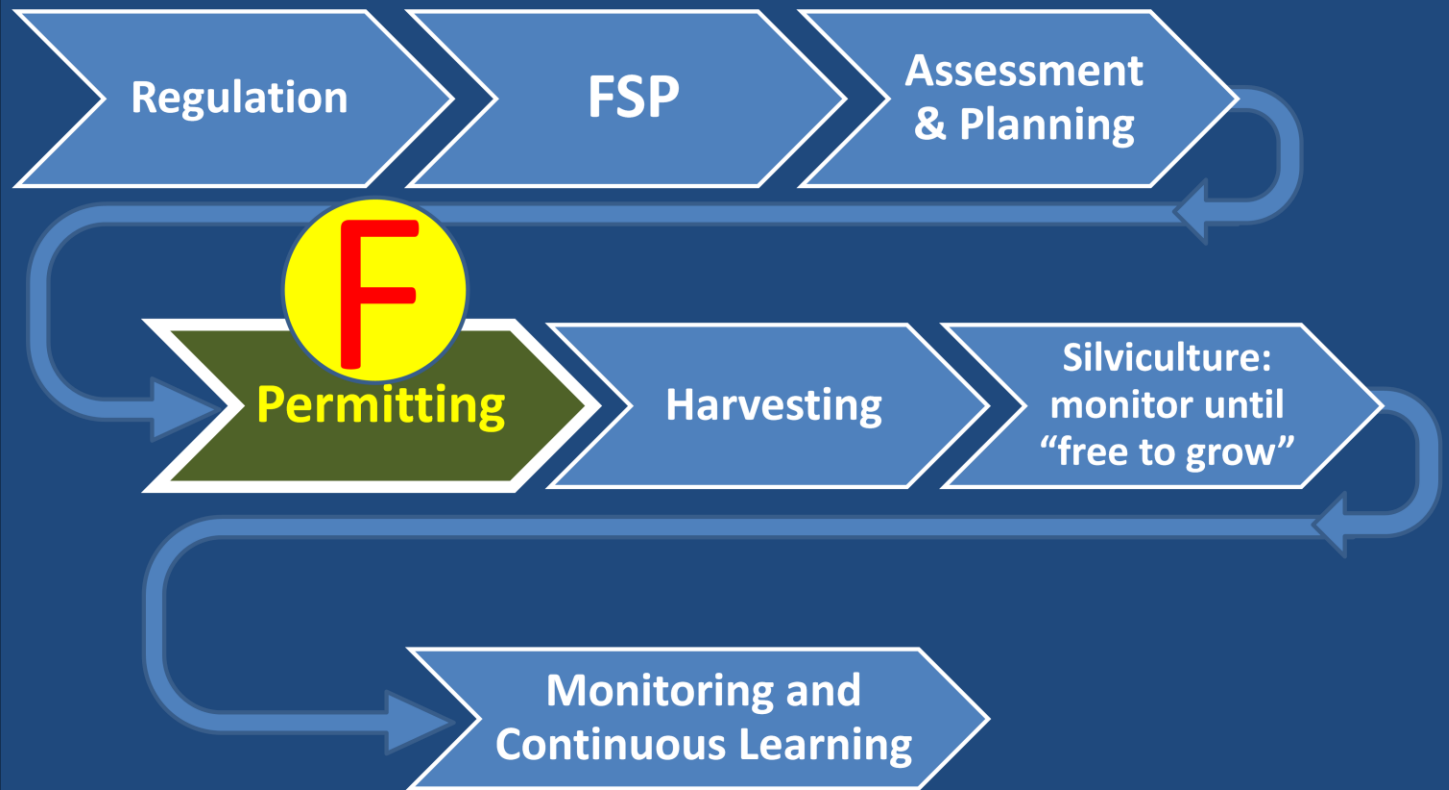 Regulation
FSP
Assessment
& Planning
F
Permitting
Harvesting
Silviculture:
monitor until
“free to grow”
Monitoring and
Continuous Learning